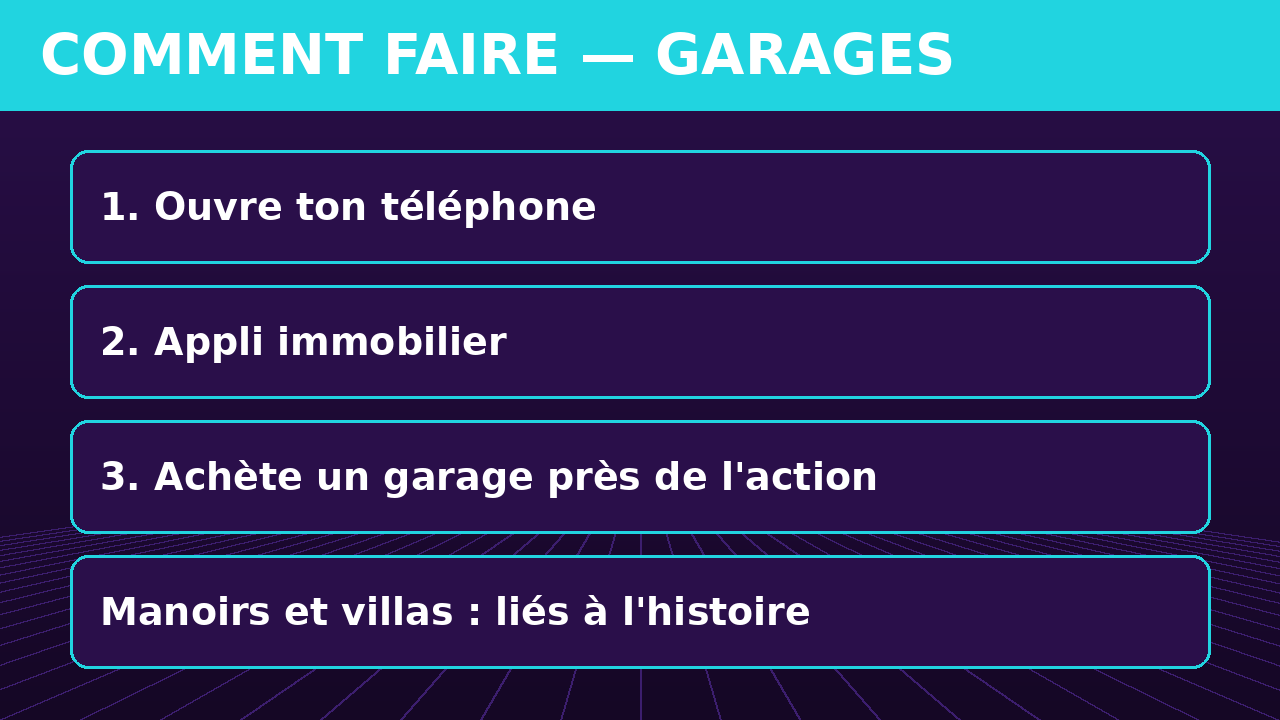 COMMENT FAIRE — GARAGES
1. Ouvre ton téléphone
2. Appli immobilier
3. Achète un garage près de l'action
Manoirs et villas : liés à l'histoire